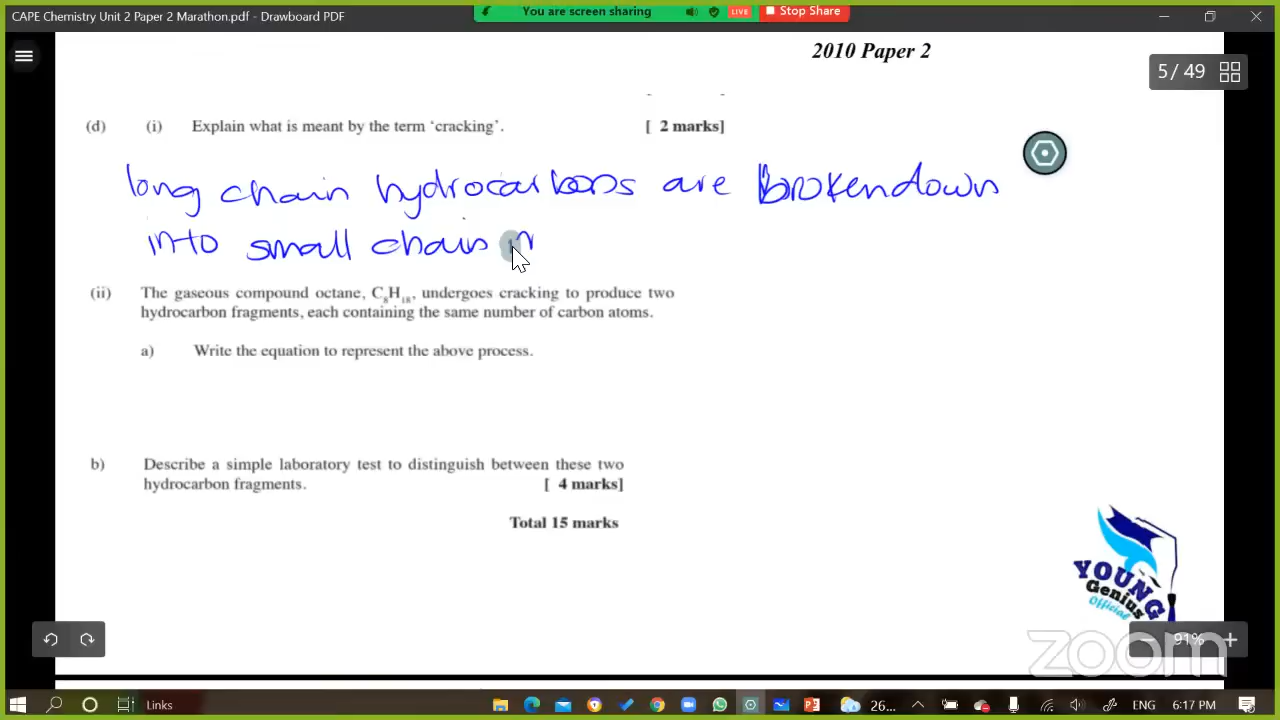 CAPE Chemistry Unit 2 Paper 2 Marathon.pdf - Drawboard PDF
You are screen sharing LIVE Stop Share
2010 Paper 2
5 / 49
(d) (i) Explain what is meant by the term ‘cracking’. [ 2 marks]
long chain hydrocarbons are brokendown
into small chain
(ii) The gaseous compound octane, C₈H₁₈, undergoes cracking to produce two
hydrocarbon fragments, each containing the same number of carbon atoms.
a) Write the equation to represent the above process.
b) Describe a simple laboratory test to distinguish between these two
hydrocarbon fragments. [ 4 marks]
Total 15 marks
YOUNG
Genius
Official
91%
zoom
Links
26...
ENG
6:17 PM